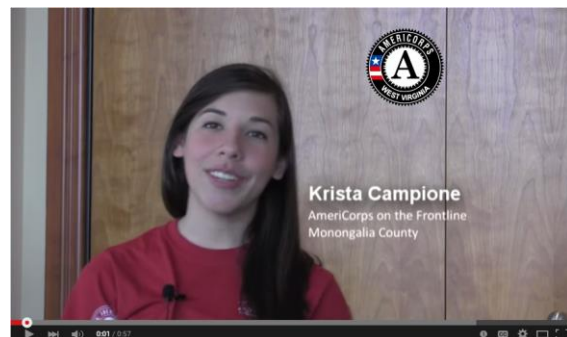 AMERICORPS
A
WEST VIRGINIA
Krista Campione
AmeriCorps on the Frontline
Monongalia County
0:01 / 0:57